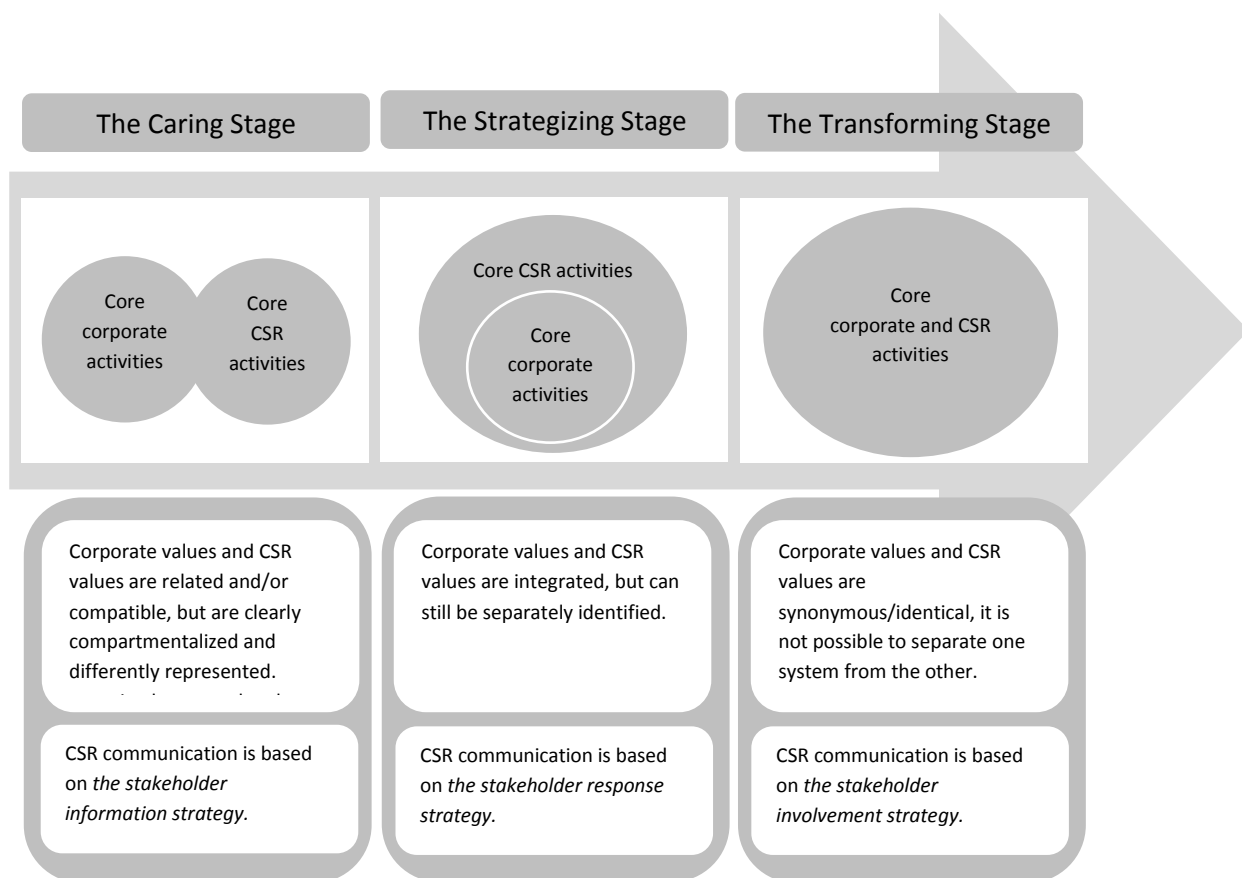 The Caring Stage
The Strategizing Stage
The Transforming Stage
Core
corporate
activities
Core
CSR
activities
Core CSR activities
Core
corporate
activities
Core
corporate and CSR
activities
Corporate values and CSR
values are related and/or
compatible, but are clearly
compartmentalized and
differently represented.
Corporate values and CSR
values are integrated, but can
still be separately identified.
Corporate values and CSR
values are
synonymous/identical, it is
not possible to separate one
system from the other.
CSR communication is based
on the stakeholder
information strategy.
CSR communication is based
on the stakeholder response
strategy.
CSR communication is based
on the stakeholder
involvement strategy.